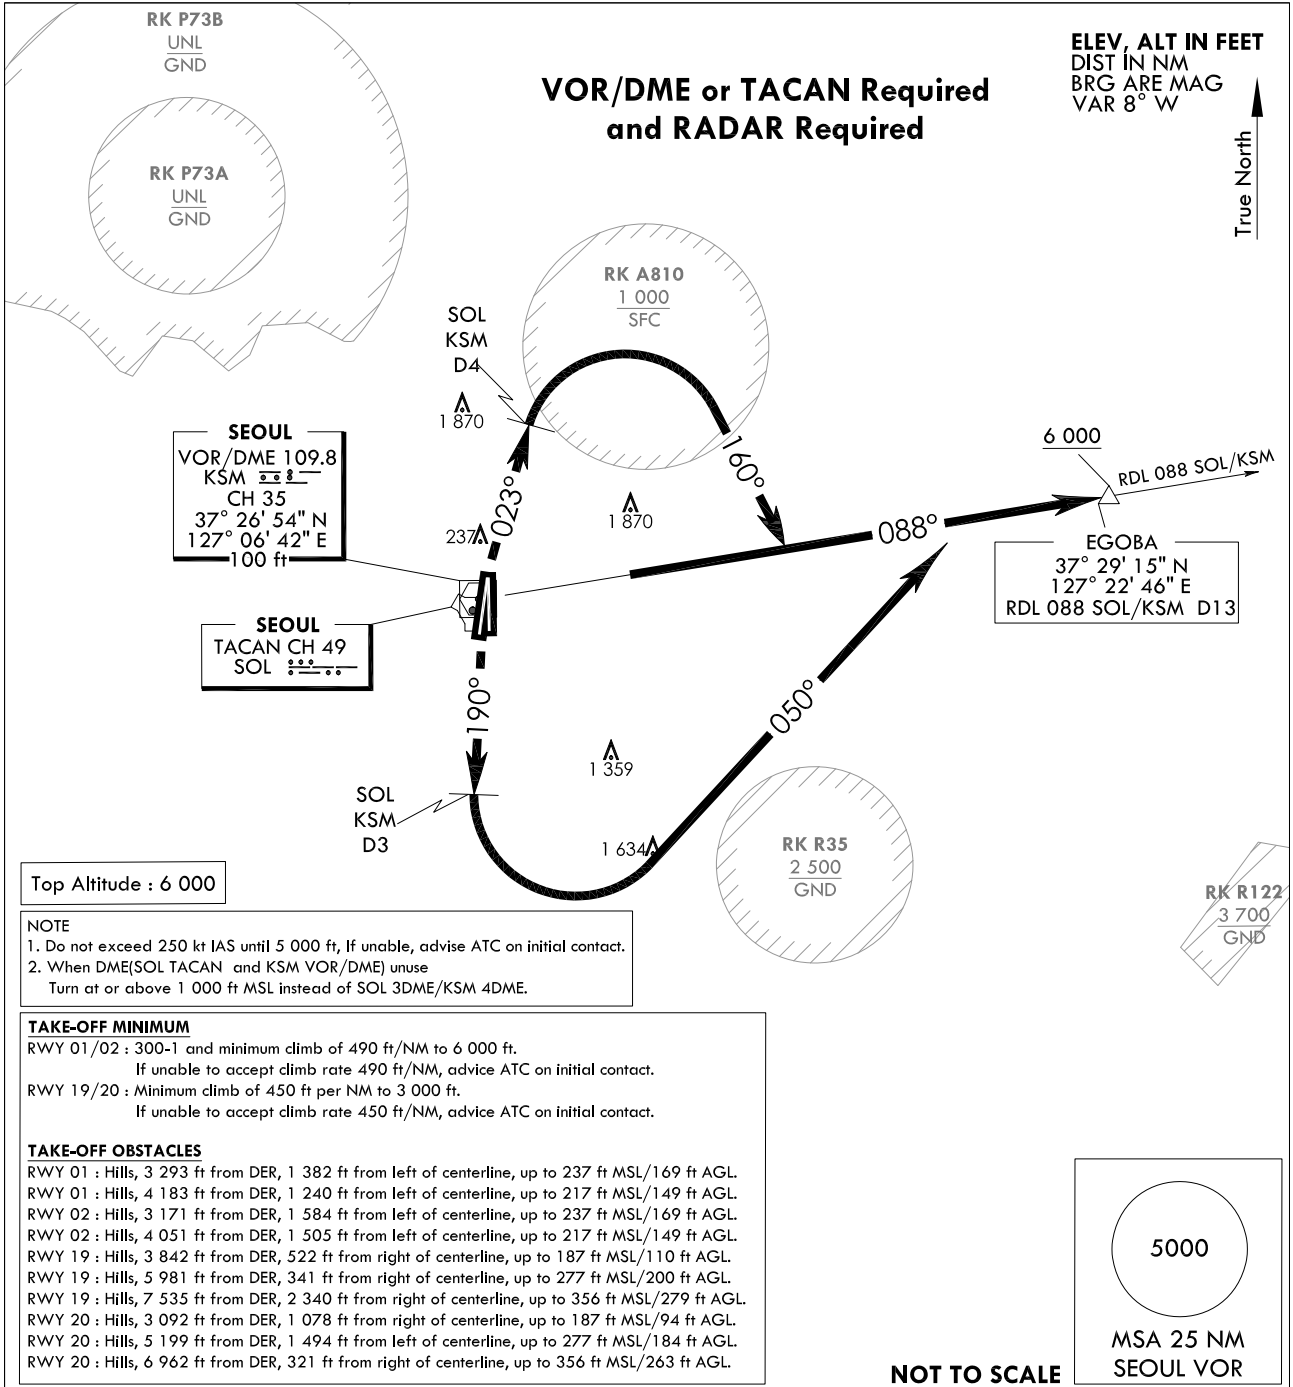 RK P73B
UNL
GND
RK P73A
UNL
GND
VOR/DME or TACAN Required
and RADAR Required
ELEV, ALT IN FEET
DIST IN NM
BRG ARE MAG
VAR 8° W
True North
RK A810
1 000
SFC
SOL
KSM
D4
1 870
SEOUL
VOR/DME 109.8
KSM
CH 35
37° 26' 54" N
127° 06' 42" E
100 ft
023°
160°
237
1 870
6 000
RDL 088 SOL/KSM
088°
EGOBA
37° 29' 15" N
127° 22' 46" E
RDL 088 SOL/KSM D13
SEOUL
TACAN CH 49
SOL
190°
050°
1 359
SOL
KSM
D3
1 634
RK R35
2 500
GND
RK R122
3 700
GND
Top Altitude : 6 000
NOTE
1. Do not exceed 250 kt IAS until 5 000 ft, If unable, advise ATC on initial contact.
2. When DME(SOL TACAN and KSM VOR/DME) unuse
Turn at or above 1 000 ft MSL instead of SOL 3DME/KSM 4DME.
TAKE-OFF MINIMUM
RWY 01/02 : 300-1 and minimum climb of 490 ft/NM to 6 000 ft.
If unable to accept climb rate 490 ft/NM, advice ATC on initial contact.
RWY 19/20 : Minimum climb of 450 ft per NM to 3 000 ft.
If unable to accept climb rate 450 ft/NM, advice ATC on initial contact.
TAKE-OFF OBSTACLES
RWY 01 : Hills, 3 293 ft from DER, 1 382 ft from left of centerline, up to 237 ft MSL/169 ft AGL.
RWY 01 : Hills, 4 183 ft from DER, 1 240 ft from left of centerline, up to 217 ft MSL/149 ft AGL.
RWY 02 : Hills, 3 171 ft from DER, 1 584 ft from left of centerline, up to 237 ft MSL/169 ft AGL.
RWY 02 : Hills, 4 051 ft from DER, 1 505 ft from left of centerline, up to 217 ft MSL/149 ft AGL.
RWY 19 : Hills, 3 842 ft from DER, 522 ft from right of centerline, up to 187 ft MSL/110 ft AGL.
RWY 19 : Hills, 5 981 ft from DER, 341 ft from right of centerline, up to 277 ft MSL/200 ft AGL.
RWY 19 : Hills, 7 535 ft from DER, 2 340 ft from right of centerline, up to 356 ft MSL/279 ft AGL.
RWY 20 : Hills, 3 092 ft from DER, 1 078 ft from right of centerline, up to 187 ft MSL/94 ft AGL.
RWY 20 : Hills, 5 199 ft from DER, 1 494 ft from left of centerline, up to 277 ft MSL/184 ft AGL.
RWY 20 : Hills, 6 962 ft from DER, 321 ft from right of centerline, up to 356 ft MSL/263 ft AGL.
5000
MSA 25 NM
SEOUL VOR
NOT TO SCALE